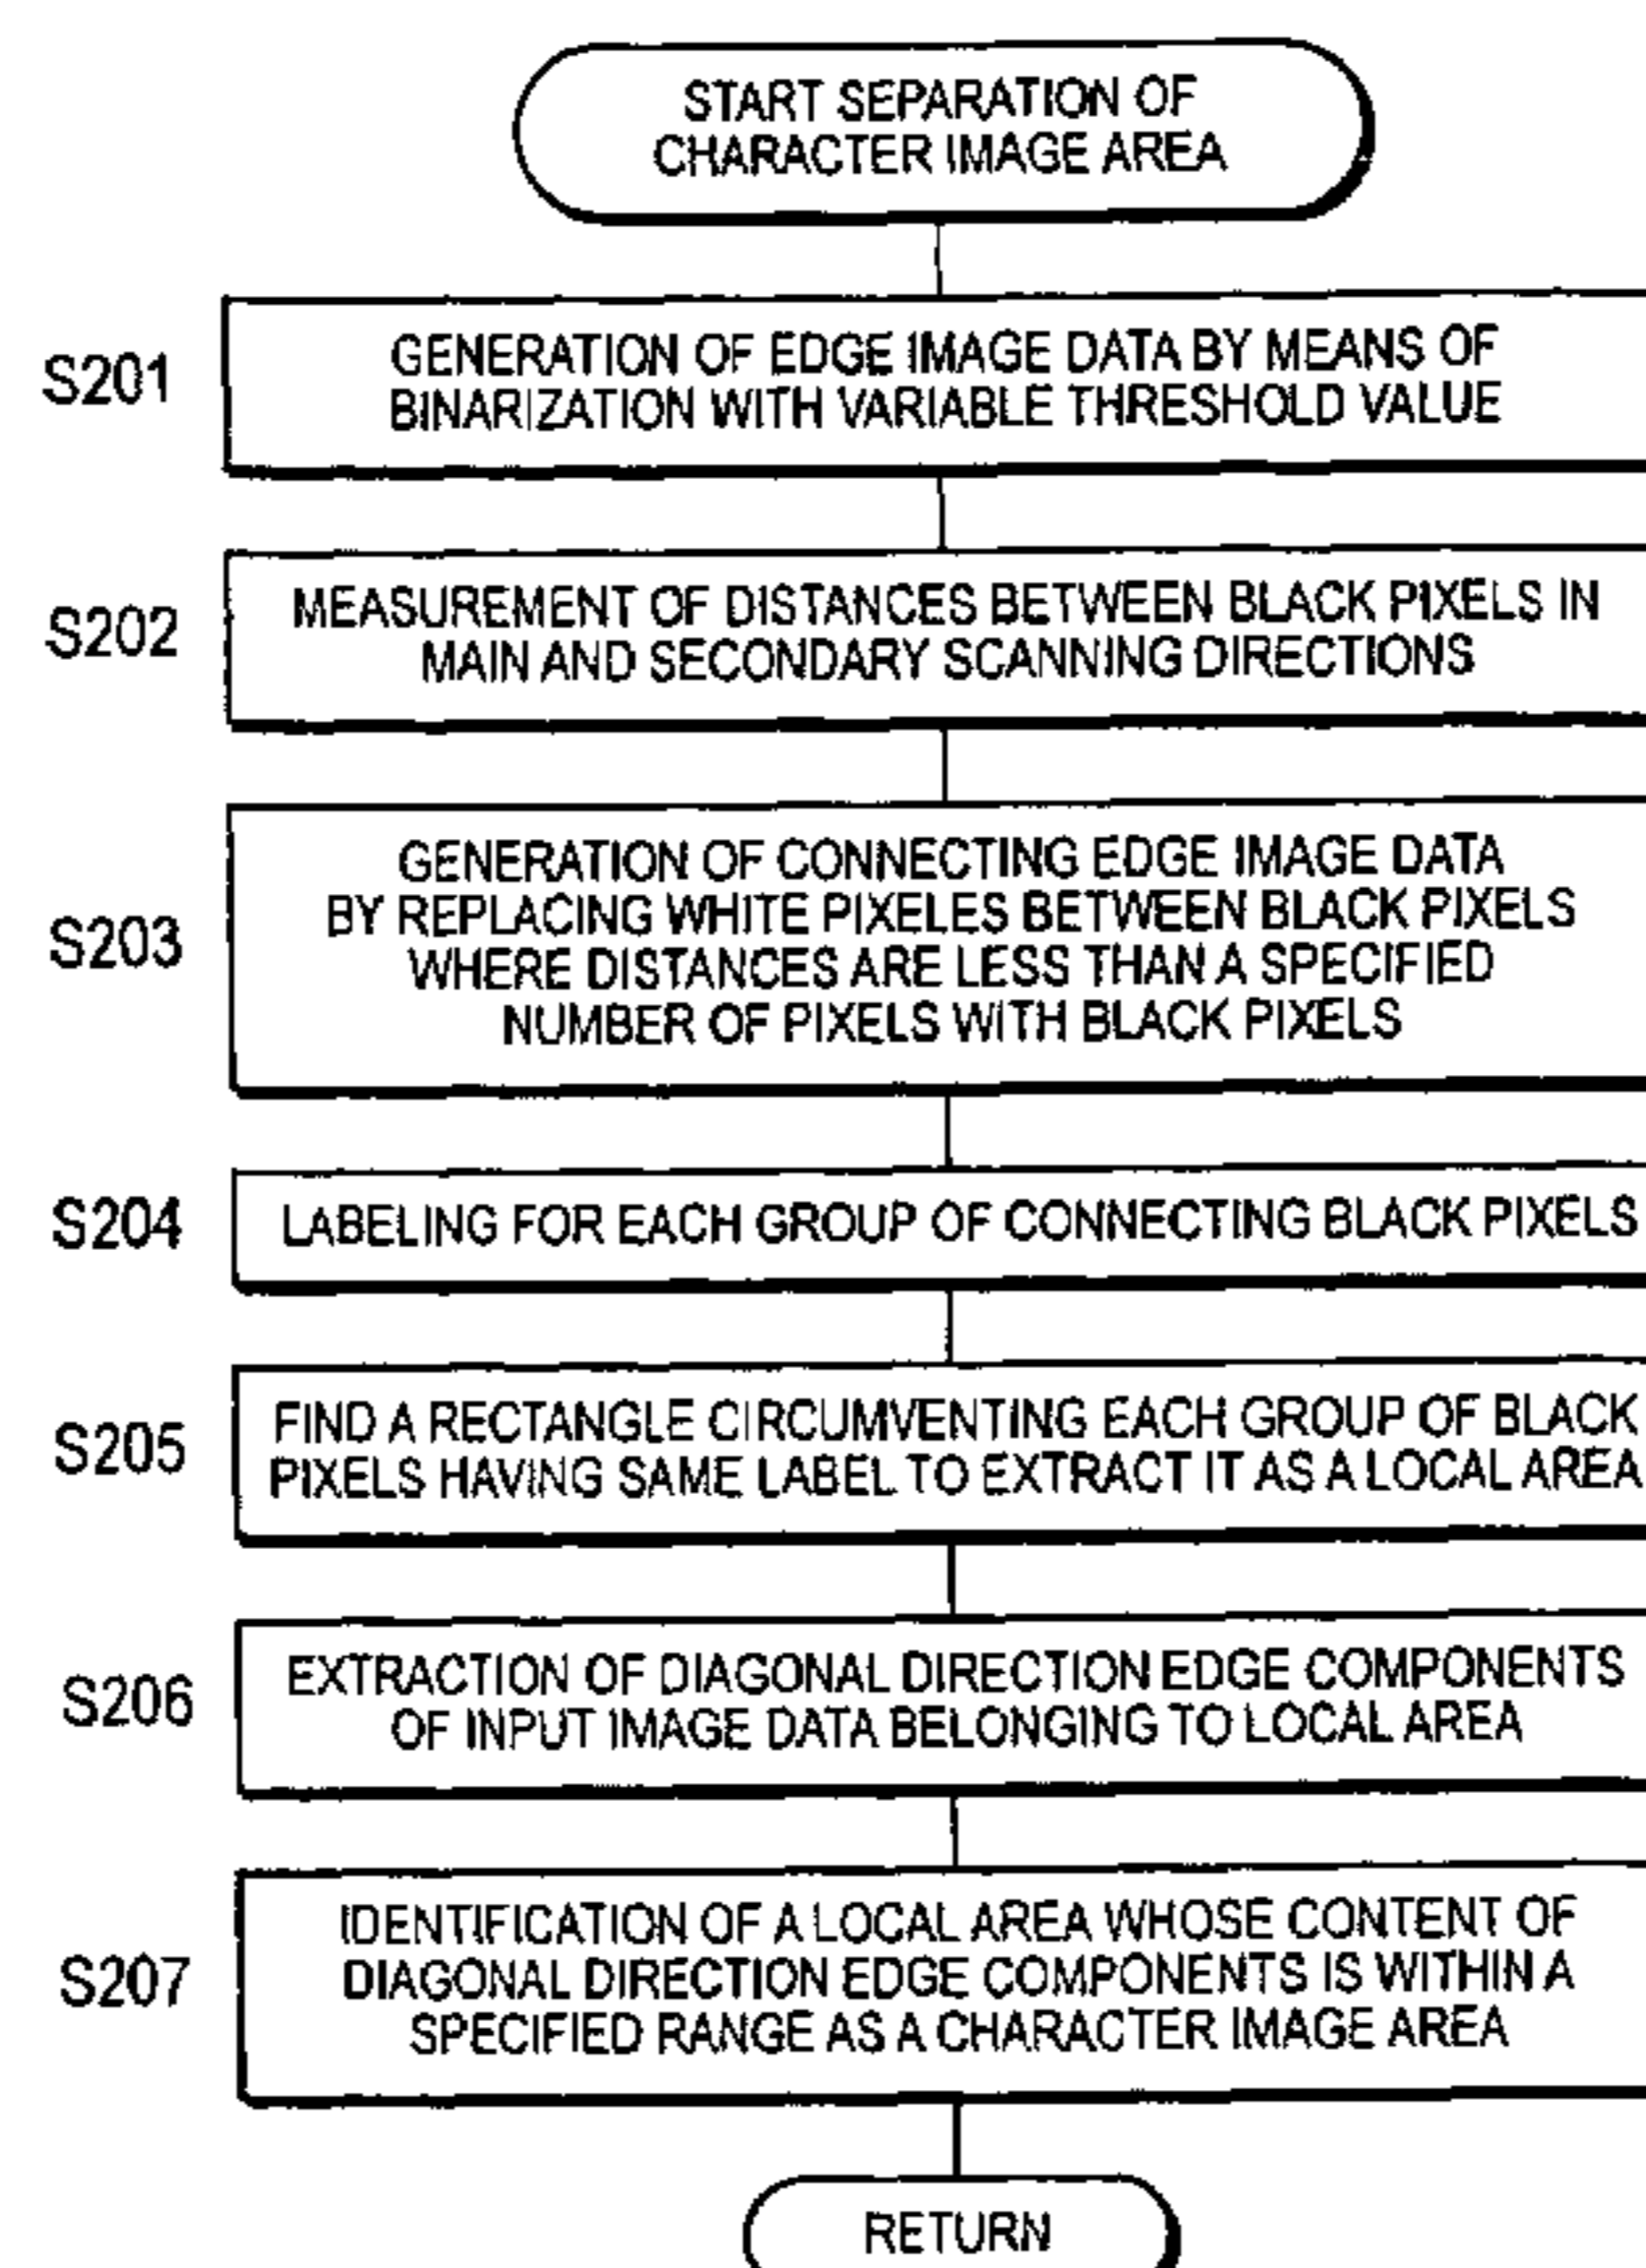 START SEPARATION OF
CHARACTER IMAGE AREA
S201
GENERATION OF EDGE IMAGE DATA BY MEANS OF
BINARIZATION WITH VARIABLE THRESHOLD VALUE
S202
MEASUREMENT OF DISTANCES BETWEEN BLACK PIXELS IN
MAIN AND SECONDARY SCANNING DIRECTIONS
S203
GENERATION OF CONNECTING EDGE IMAGE DATA
BY REPLACING WHITE PIXELES BETWEEN BLACK PIXELS
WHERE DISTANCES ARE LESS THAN A SPECIFIED
NUMBER OF PIXELS WITH BLACK PIXELS
S204
LABELING FOR EACH GROUP OF CONNECTING BLACK PIXELS
S205
FIND A RECTANGLE CIRCUMVENTING EACH GROUP OF BLACK
PIXELS HAVING SAME LABEL TO EXTRACT IT AS A LOCAL AREA
S206
EXTRACTION OF DIAGONAL DIRECTION EDGE COMPONENTS
OF INPUT IMAGE DATA BELONGING TO LOCAL AREA
S207
IDENTIFICATION OF A LOCAL AREA WHOSE CONTENT OF
DIAGONAL DIRECTION EDGE COMPONENTS IS WITHIN A
SPECIFIED RANGE AS A CHARACTER IMAGE AREA
RETURN